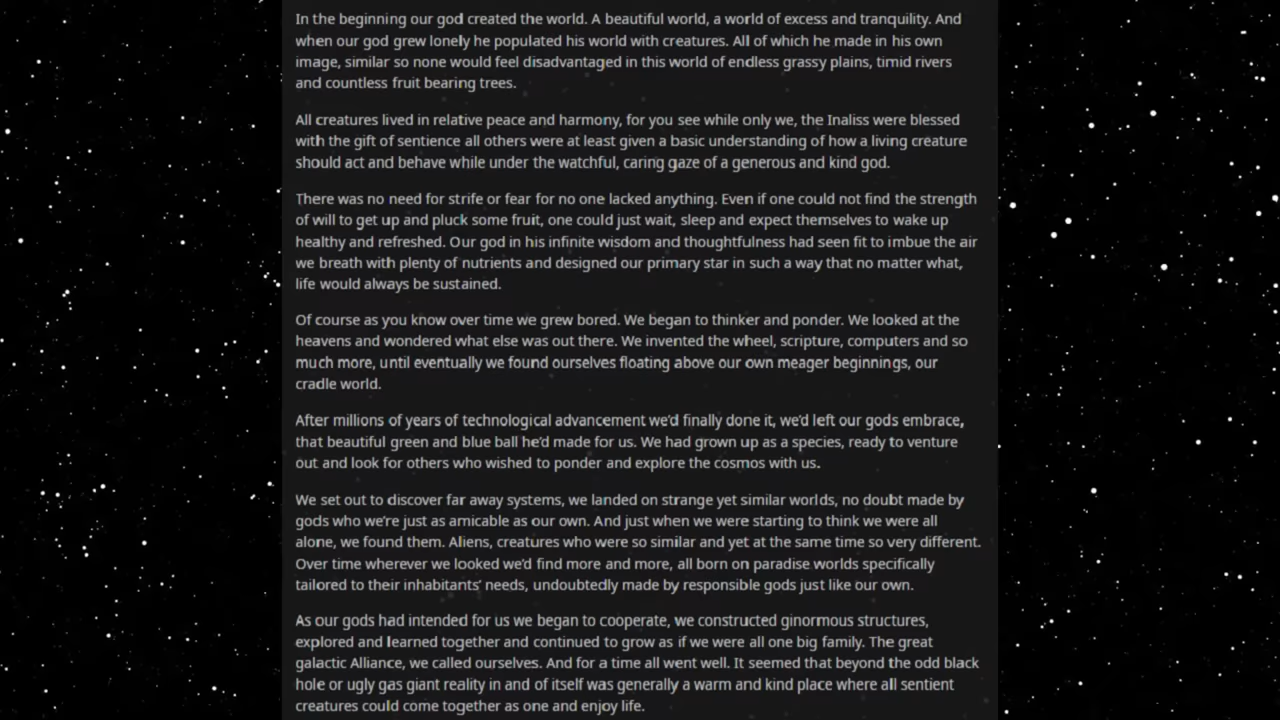 In the beginning our god created the world. A beautiful world, a world of excess and tranquility. And
when our god grew lonely he populated his world with creatures. All of which he made in his own
image, similar so none would feel disadvantaged in this world of endless grassy plains, timid rivers
and countless fruit bearing trees.
All creatures lived in relative peace and harmony, for you see while only we, the Inaliss were blessed
with the gift of sentience all others were at least given a basic understanding of how a living creature
should act and behave while under the watchful, caring gaze of a generous and kind god.
There was no need for strife or fear for no one lacked anything. Even if one could not find the strength
of will to get up and pluck some fruit, one could just wait, sleep and expect themselves to wake up
healthy and refreshed. Our god in his infinite wisdom and thoughtfulness had seen fit to imbue the air
we breath with plenty of nutrients and designed our primary star in such a way that no matter what,
life would always be sustained.
Of course as you know over time we grew bored. We began to thinker and ponder. We looked at the
heavens and wondered what else was out there. We invented the wheel, scripture, computers and so
much more, until eventually we found ourselves floating above our own meager beginnings, our
cradle world.
After millions of years of technological advancement we'd finally done it, we'd left our gods embrace,
that beautiful green and blue ball he'd made for us. We had grown up as a species, ready to venture
out and look for others who wished to ponder and explore the cosmos with us.
We set out to discover far away systems, we landed on strange yet similar worlds, no doubt made by
gods who we're just as amicable as our own. And just when we were starting to think we were all
alone, we found them. Aliens, creatures who were so similar and yet at the same time so very different.
Over time wherever we looked we'd find more and more, all born on paradise worlds specifically
tailored to their inhabitants' needs, undoubtedly made by responsible gods just like our own.
As our gods had intended for us we began to cooperate, we constructed ginormous structures,
explored and learned together and continued to grow as if we were all one big family. The great
galactic Alliance, we called ourselves. And for a time all went well. It seemed that beyond the odd black
hole or ugly gas giant reality in and of itself was generally a warm and kind place where all sentient
creatures could come together as one and enjoy life.